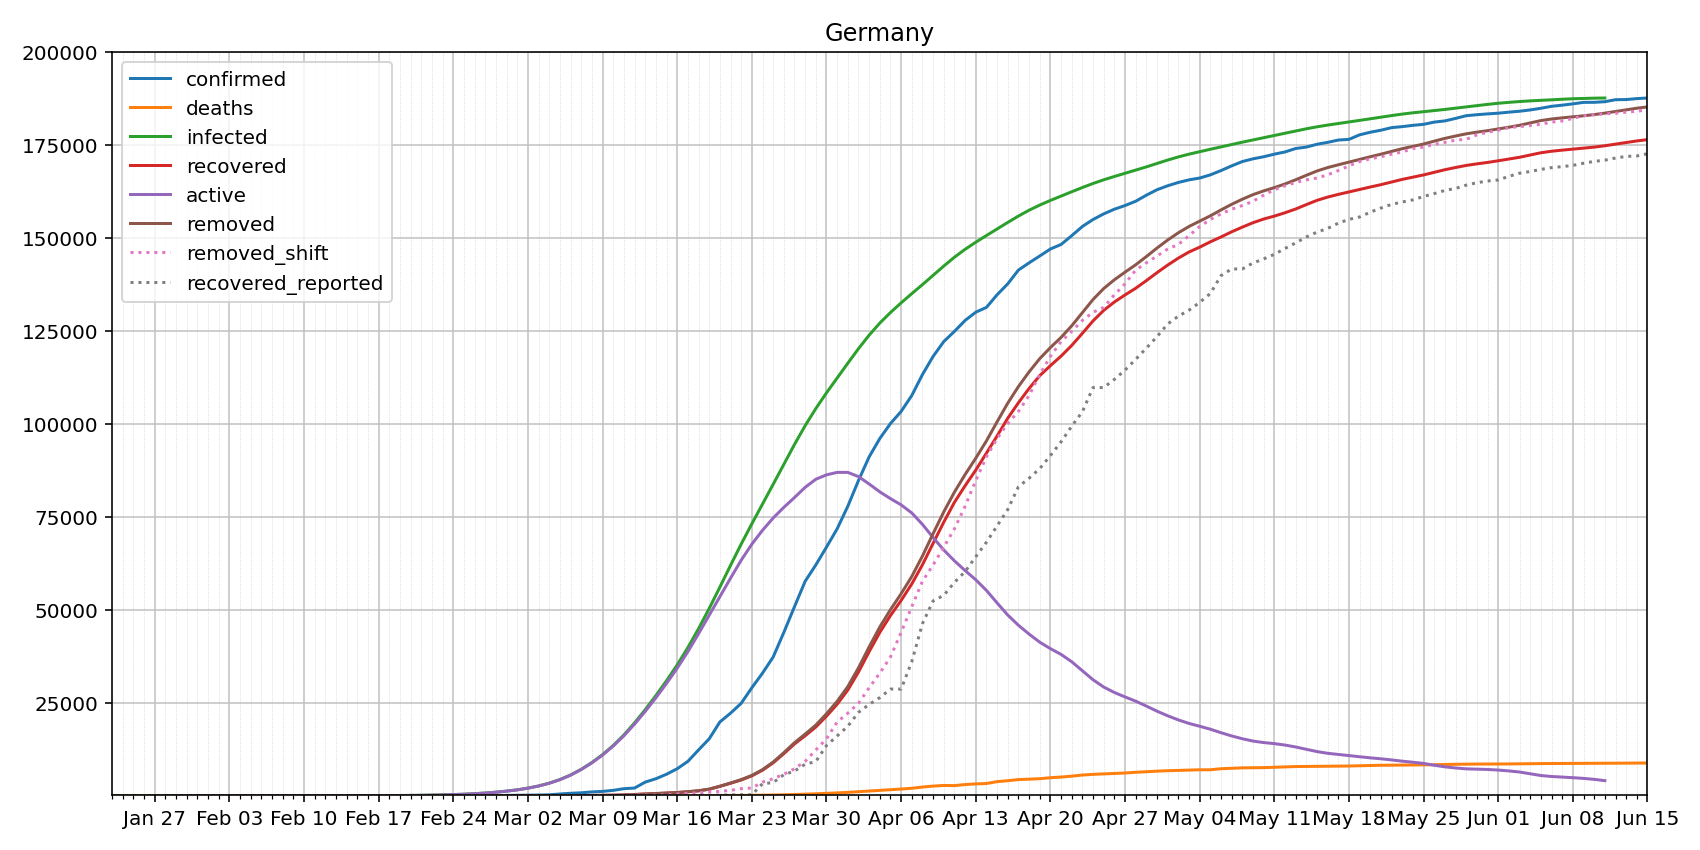 Germany
200000
175000
150000
125000
100000
75000
50000
25000
confirmed
deaths
infected
recovered
active
removed
removed_shift
recovered_reported
Jan 27 Feb 03 Feb 10 Feb 17 Feb 24 Mar 02 Mar 09 Mar 16 Mar 23 Mar 30 Apr 06 Apr 13 Apr 20 Apr 27 May 04 May 11 May 18 May 25 Jun 01 Jun 08 Jun 15